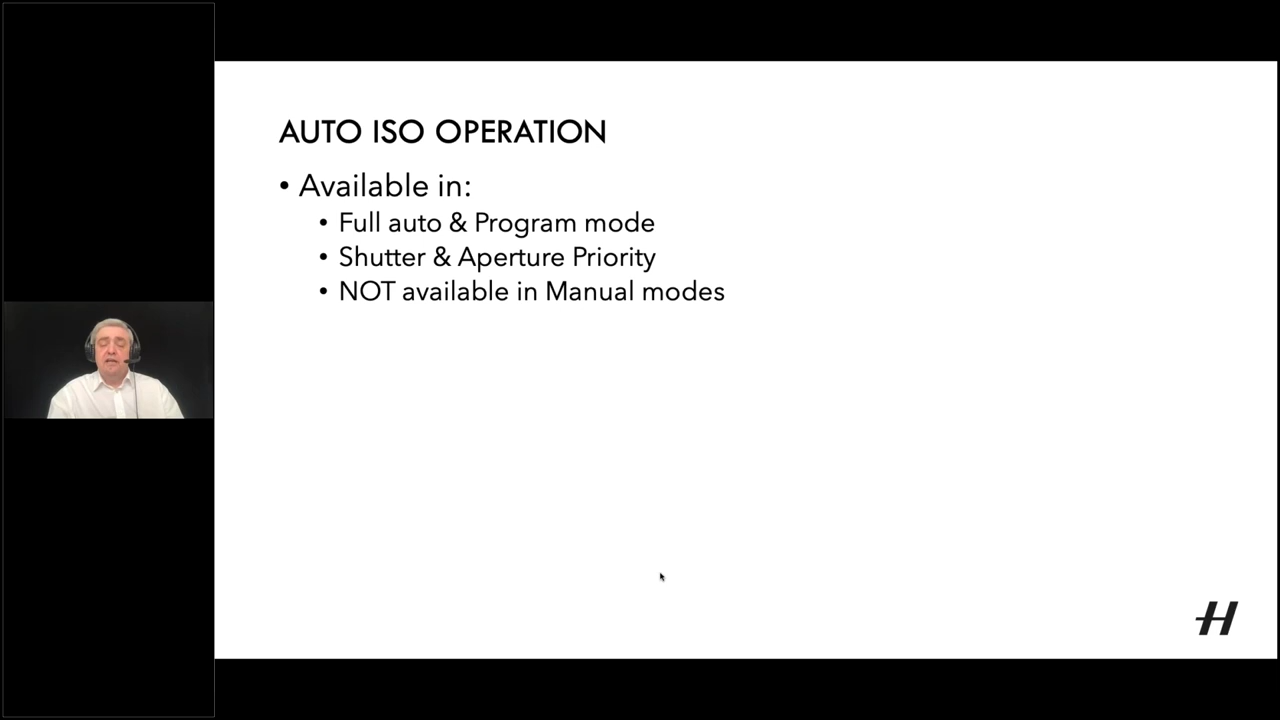 AUTO ISO OPERATION
• Available in:
• Full auto & Program mode
• Shutter & Aperture Priority
• NOT available in Manual modes
H